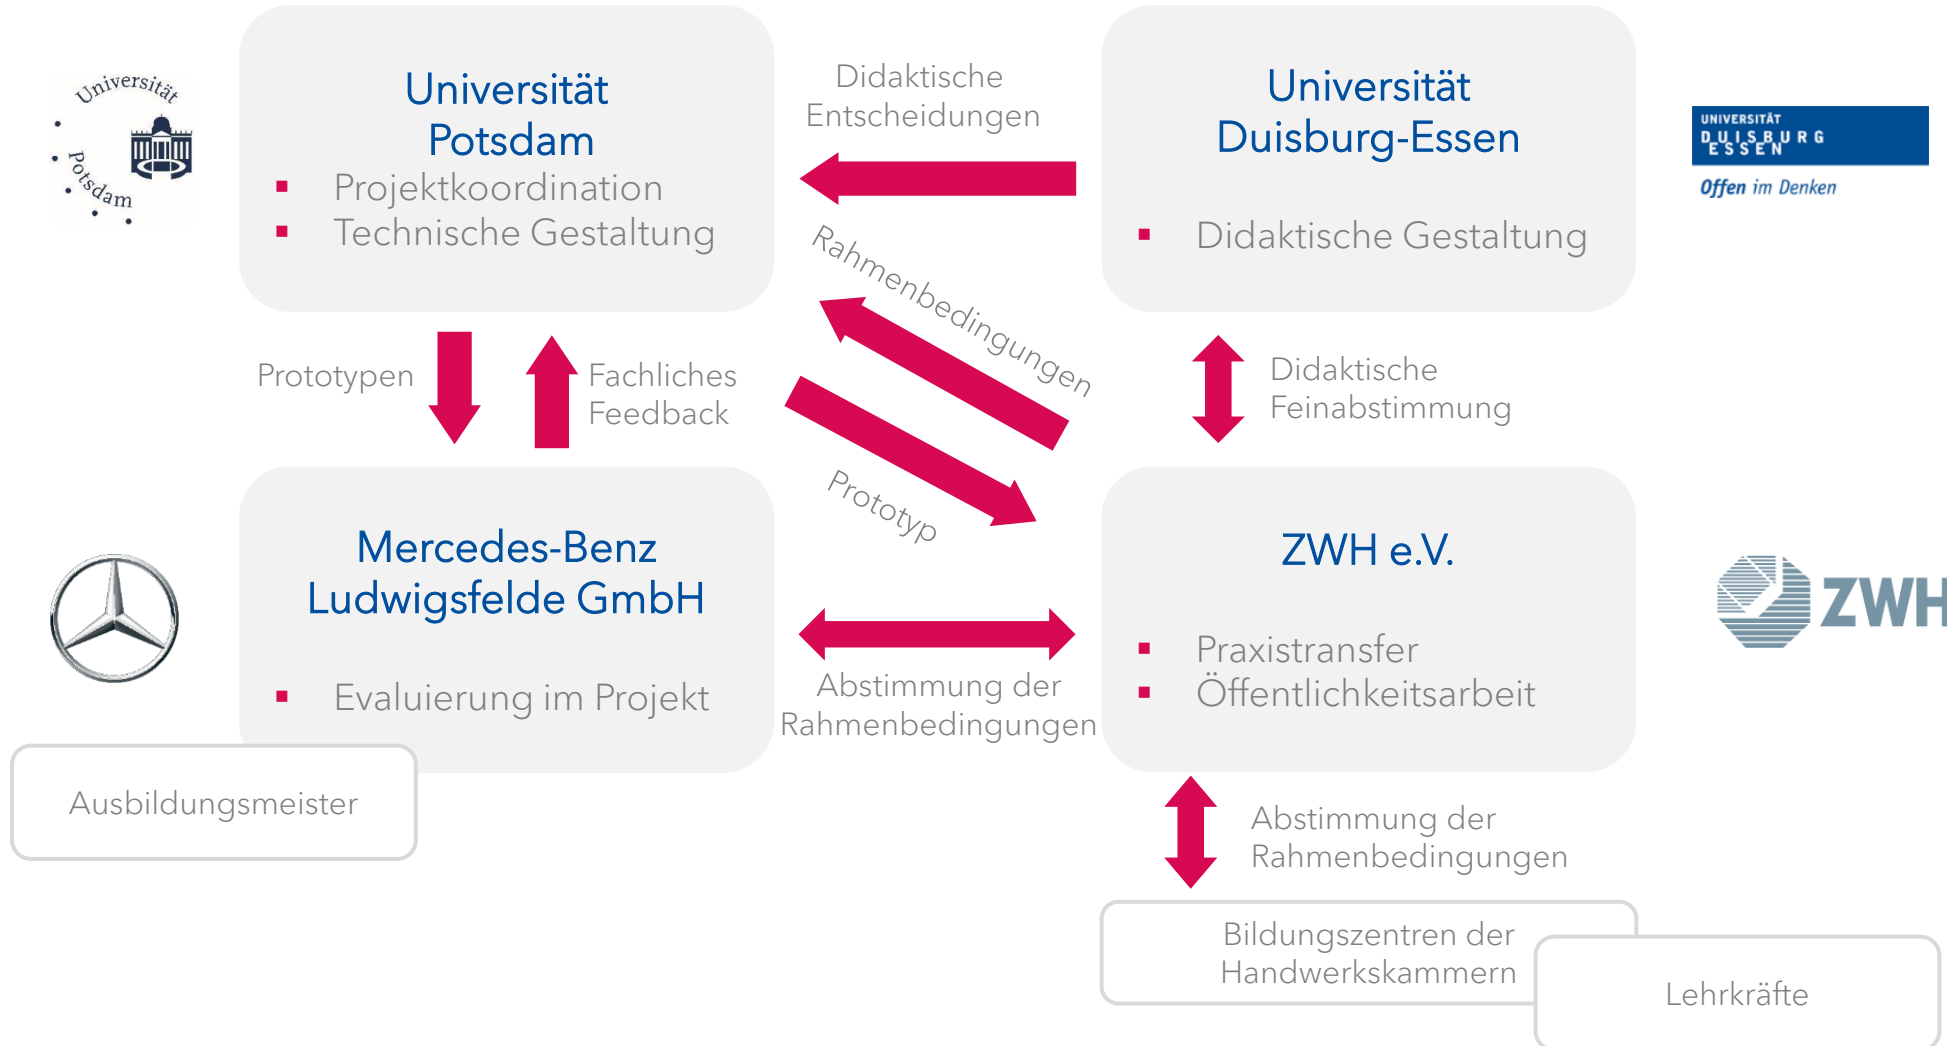 Universität
Potsdam
Universität
Potsdam
▪ Projektkoordination
▪ Technische Gestaltung
Didaktische
Entscheidungen
Universität
Duisburg-Essen
▪ Didaktische Gestaltung
UNIVERSITÄT
DUISBURG
ESSEN
Offen im Denken
Rahmenbedingungen
Prototypen
Fachliches
Feedback
Didaktische
Feinabstimmung
Prototyp
Mercedes-Benz
Ludwigsfelde GmbH
▪ Evaluierung im Projekt
Abstimmung der
Rahmenbedingungen
ZWH e.V.
▪ Praxistransfer
▪ Öffentlichkeitsarbeit
ZWH
Ausbildungsmeister
Abstimmung der
Rahmenbedingungen
Bildungszentren der
Handwerkskammern
Lehrkräfte